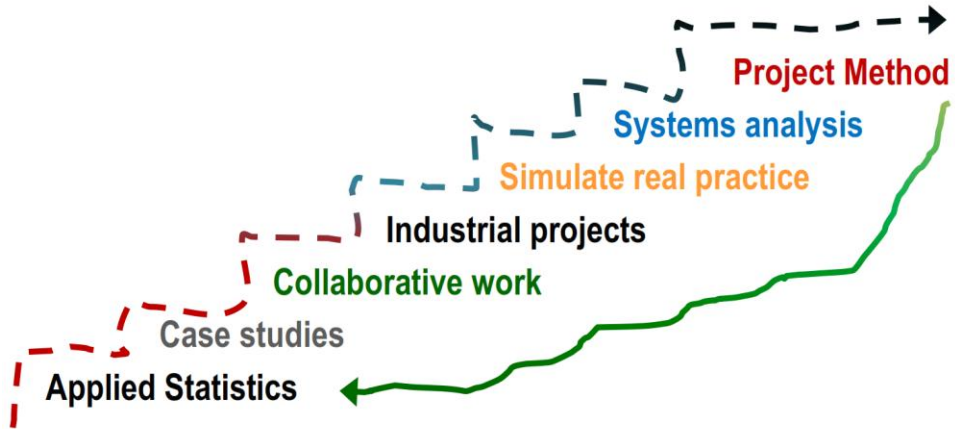 Project Method
Systems analysis
Simulate real practice
Industrial projects
Collaborative work
Case studies
Applied Statistics